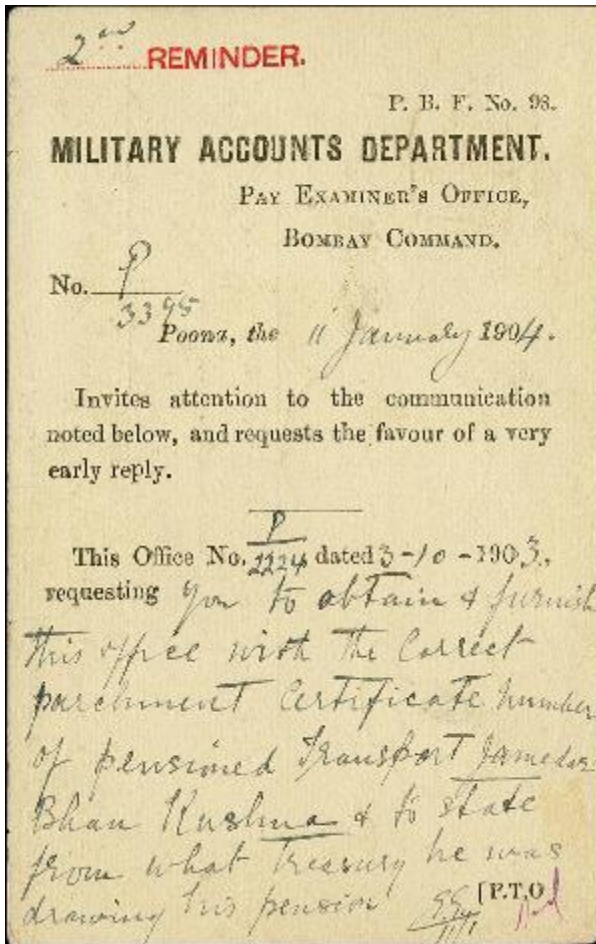 2nd REMINDER.
P. B. F. No. 98.
MILITARY ACCOUNTS DEPARTMENT.
PAY EXAMINER'S OFFICE,
BOMBAY COMMAND.
No. P
3395
Poona, the 11 January 1904.
Invites attention to the communication
noted below, and requests the favour of a very
early reply.
P
This Office No. 2224 dated 3-10-1903,
requesting you to obtain & furnish
this office with the correct
parchment certificate number
of pensioned Transport Jamedar
Bhau Kushna & to state
from what treasury he was
drawing his pension
[P.T.O